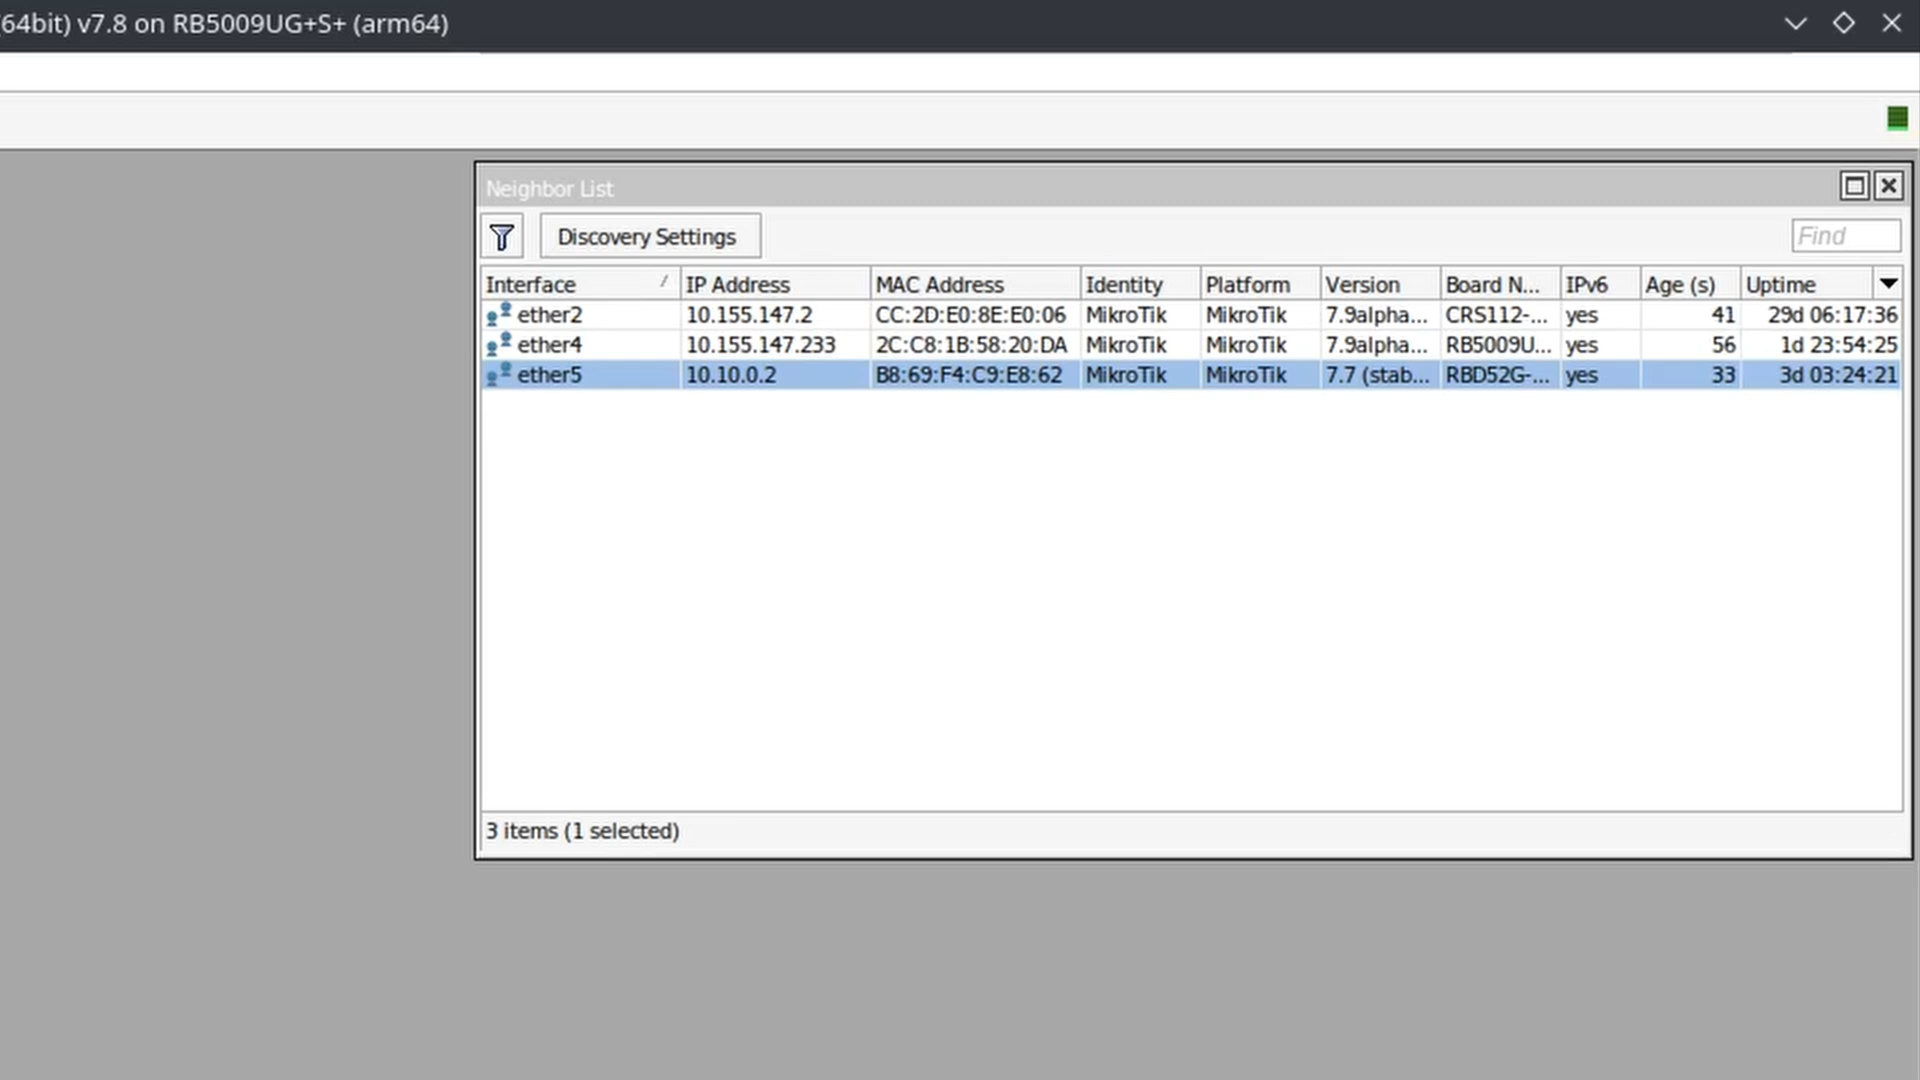 (64bit) v7.8 on RB5009UG+S+ (arm64)
Neighbor List
Discovery Settings
Find
Interface IP Address MAC Address Identity Platform Version Board N... IPv6 Age (s) Uptime
ether2 10.155.147.2 CC:2D:E0:8E:E0:06 MikroTik MikroTik 7.9alpha... CRS112-... yes 41 29d 06:17:36
ether4 10.155.147.233 2C:C8:1B:58:20:DA MikroTik MikroTik 7.9alpha... RB5009U... yes 56 1d 23:54:25
ether5 10.10.0.2 B8:69:F4:C9:E8:62 MikroTik MikroTik 7.7 (stab... RBD52G-... yes 33 3d 03:24:21
3 items (1 selected)